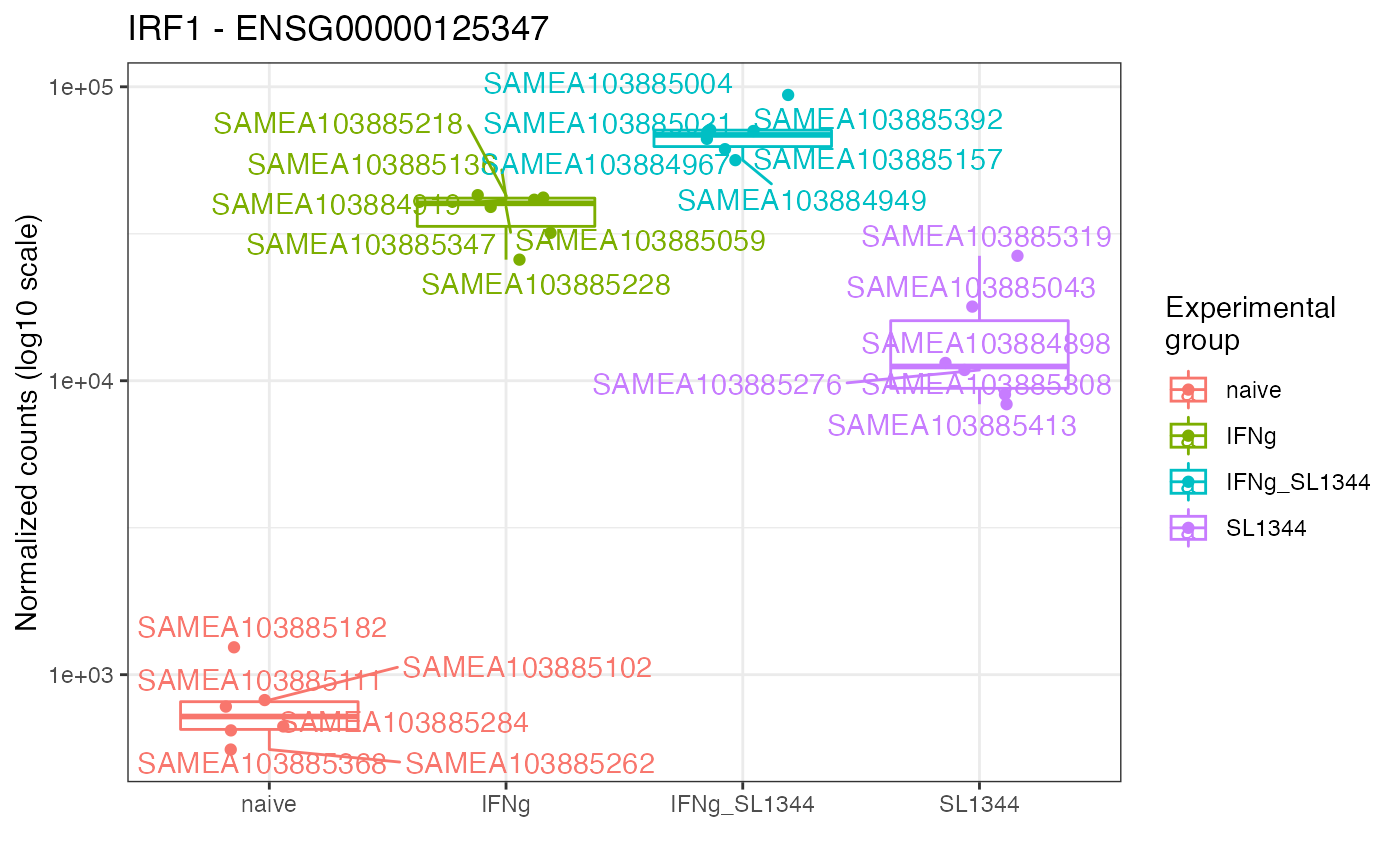 IRF1 - ENSG00000125347
Normalized counts (log10 scale)
1e+05
1e+04
1e+03
SAMEA103885004
SAMEA103885218
SAMEA103885021
SAMEA103885392
SAMEA103885138
SAMEA103884967
SAMEA103885157
SAMEA103884919
SAMEA103884949
SAMEA103885347
SAMEA103885059
SAMEA103885228
SAMEA103885319
SAMEA103885043
SAMEA103884898
SAMEA103885276
SAMEA103885308
SAMEA103885413
SAMEA103885182
SAMEA103885102
SAMEA103885111
SAMEA103885284
SAMEA103885368
SAMEA103885262
naive
IFNg
IFNg_SL1344
SL1344
Experimental
group
naive
IFNg
IFNg_SL1344
SL1344